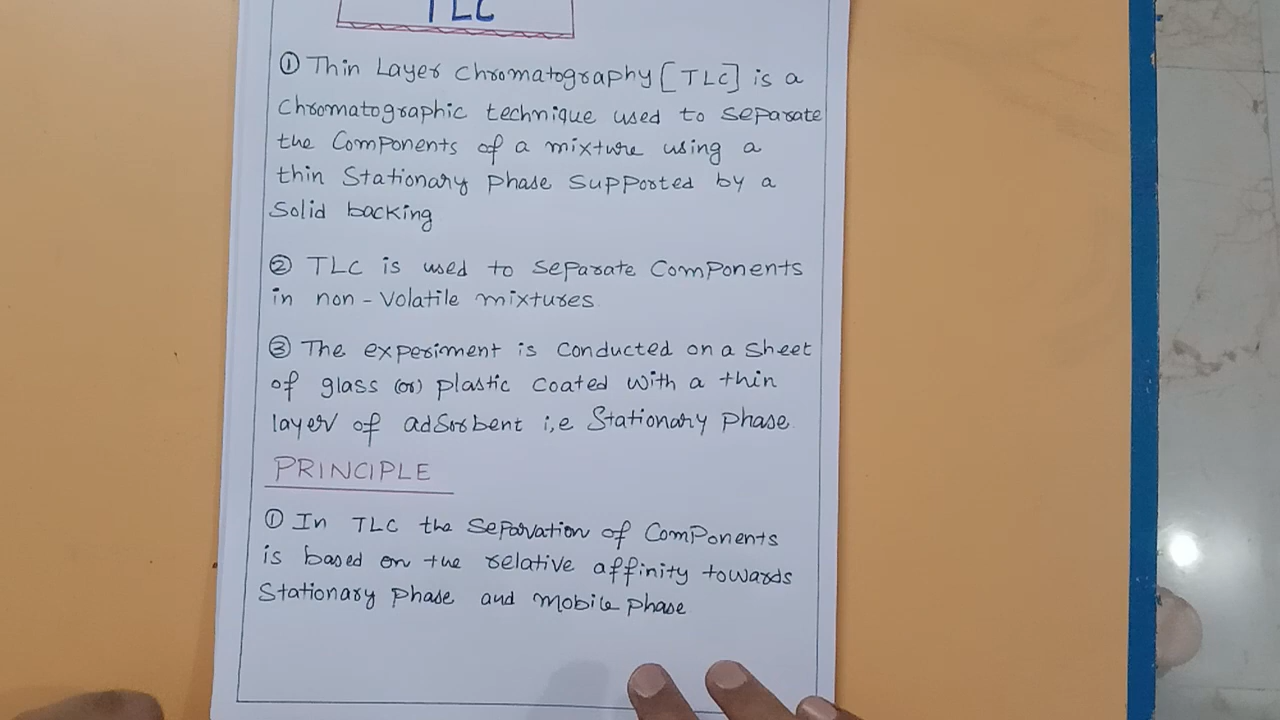 TLC
① Thin Layer Chromatography [TLC] is a
Chromatographic technique used to separate
the Components of a mixture using a
thin Stationary Phase supported by a
Solid backing
② TLC is used to separate Components
in non-volatile mixtures.
③ The experiment is Conducted on a sheet
of glass (or) plastic Coated with a thin
layer of adsorbent i,e Stationary phase.
PRINCIPLE
① In TLC the separation of Components
is based on the relative affinity towards
Stationary Phase and mobile phase